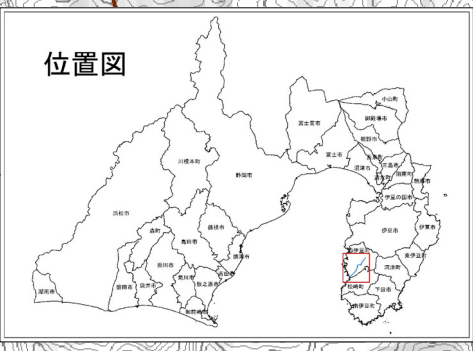 位置図
小山町
御殿場市
富士宮市
裾野市
富士市
沼津市
長泉町
三島市
清水町
函南町
熱海市
伊豆の国市
川根本町
静岡市
浜松市
伊豆市
伊東市
森町
島田市
藤枝市
焼津市
西伊豆町
東伊豆町
河津町
掛川市
菊川市
吉田町
牧之原市
湖西市
磐田市
袋井市
御前崎市
松崎町
下田市
南伊豆町